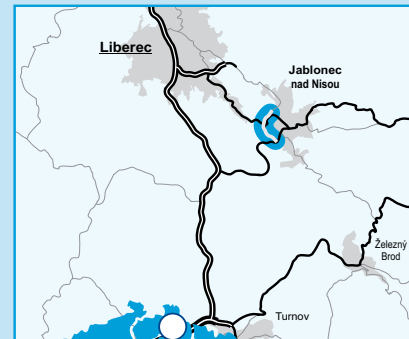 Liberec
Jablonec
nad Nisou
Železný
Brod
Turnov